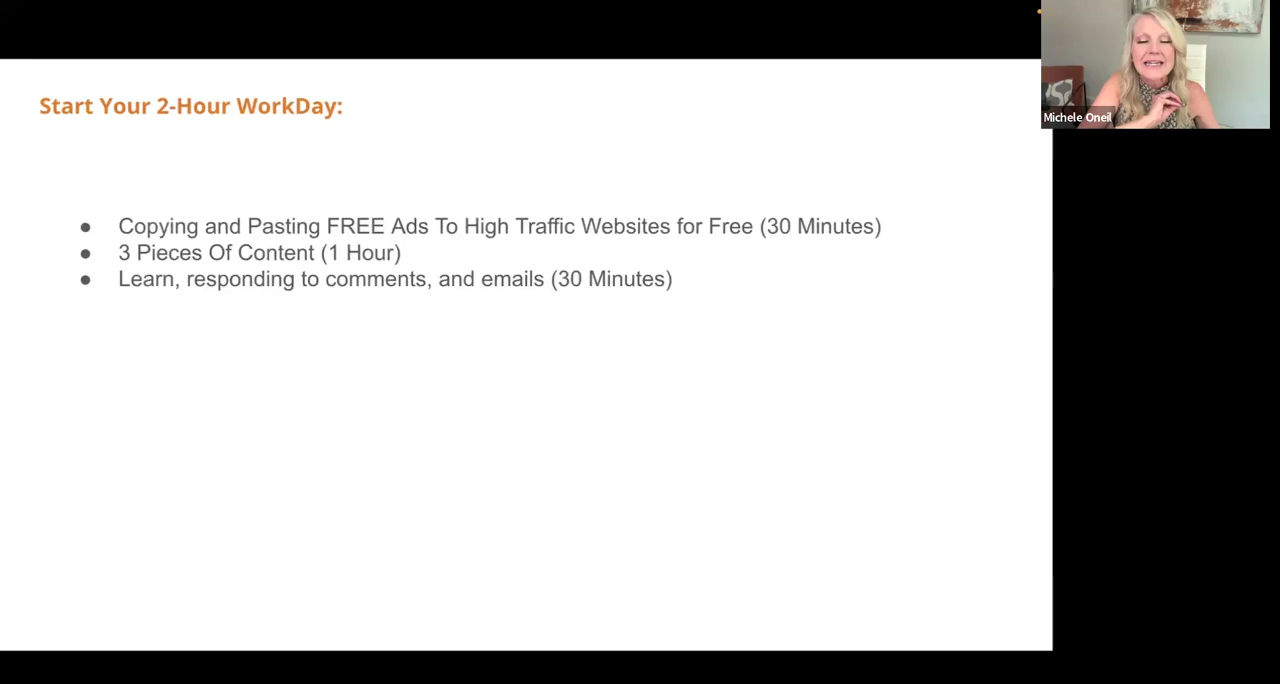 Start Your 2-Hour WorkDay:
● Copying and Pasting FREE Ads To High Traffic Websites for Free (30 Minutes)
● 3 Pieces Of Content (1 Hour)
● Learn, responding to comments, and emails (30 Minutes)
Michele Oneil